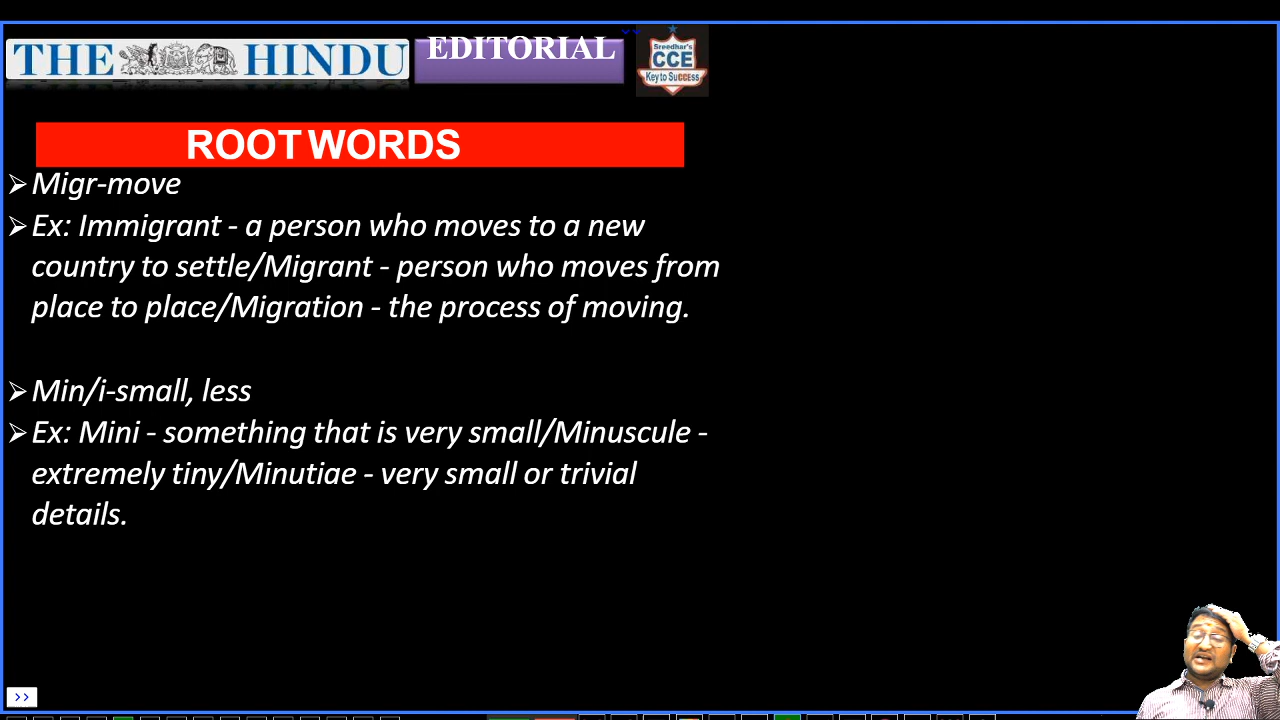 THE HINDU
EDITORIAL
Sreedhar's
CCE
Key to Success
ROOT WORDS
➢ Migr-move
➢ Ex: Immigrant - a person who moves to a new
country to settle/Migrant - person who moves from
place to place/Migration - the process of moving.
➢ Min/i-small, less
➢ Ex: Mini - something that is very small/Minuscule -
extremely tiny/Minutiae - very small or trivial
details.
>>